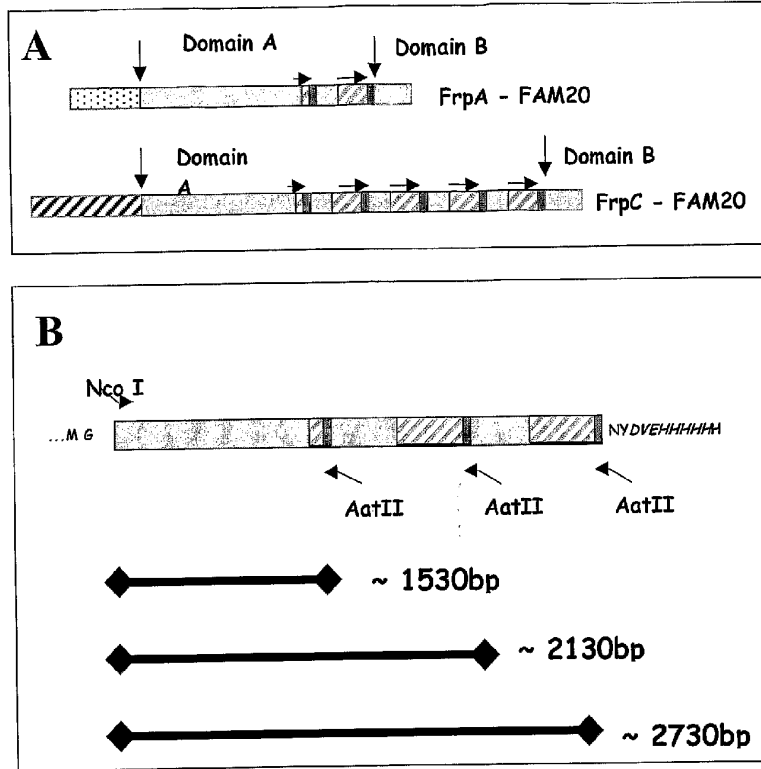 A
Domain A
Domain B
FrpA - FAM20
Domain
A
Domain B
FrpC - FAM20
B
Nco I
...M G
NYDVEHHHHHH
AatII
AatII
AatII
~ 1530bp
~ 2130bp
~ 2730bp